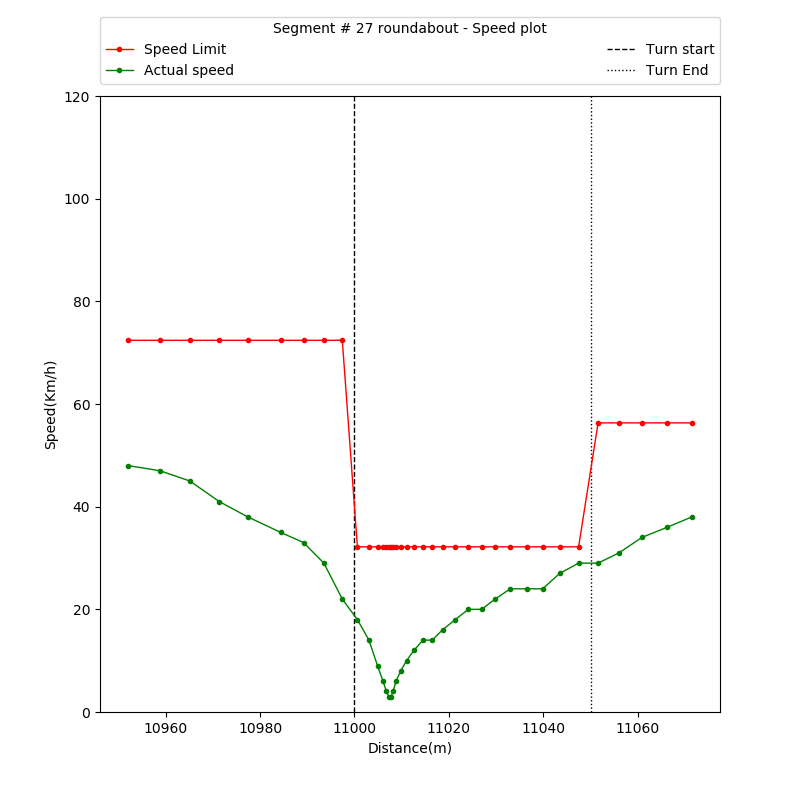 Segment # 27 roundabout - Speed plot
Speed Limit
Actual speed
Turn start
Turn End
120
100
80
60
40
20
0
Speed(Km/h)
10960 10980 11000 11020 11040 11060
Distance(m)